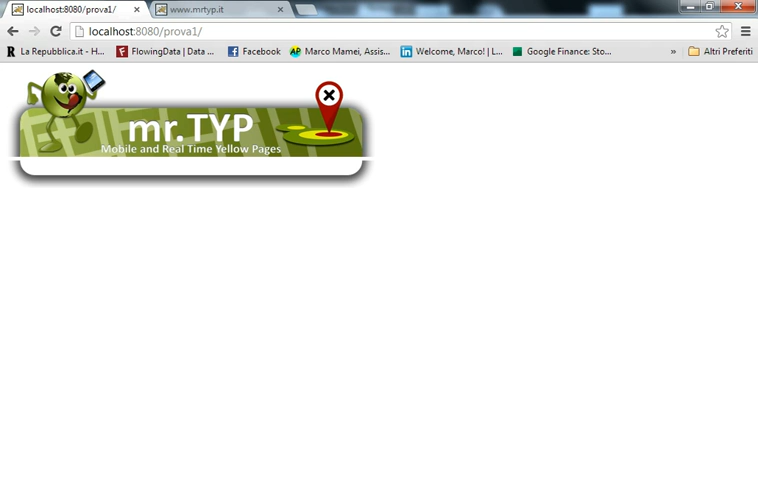 localhost:8080/prova1/
www.mrtyp.it
localhost:8080/prova1/
La Repubblica.it - H...
FlowingData | Data ...
Facebook
Marco Mamei, Assis...
Welcome, Marco! | L...
Google Finance: Sto...
»
Altri Preferiti
mr.TYP
Mobile and Real Time Yellow Pages